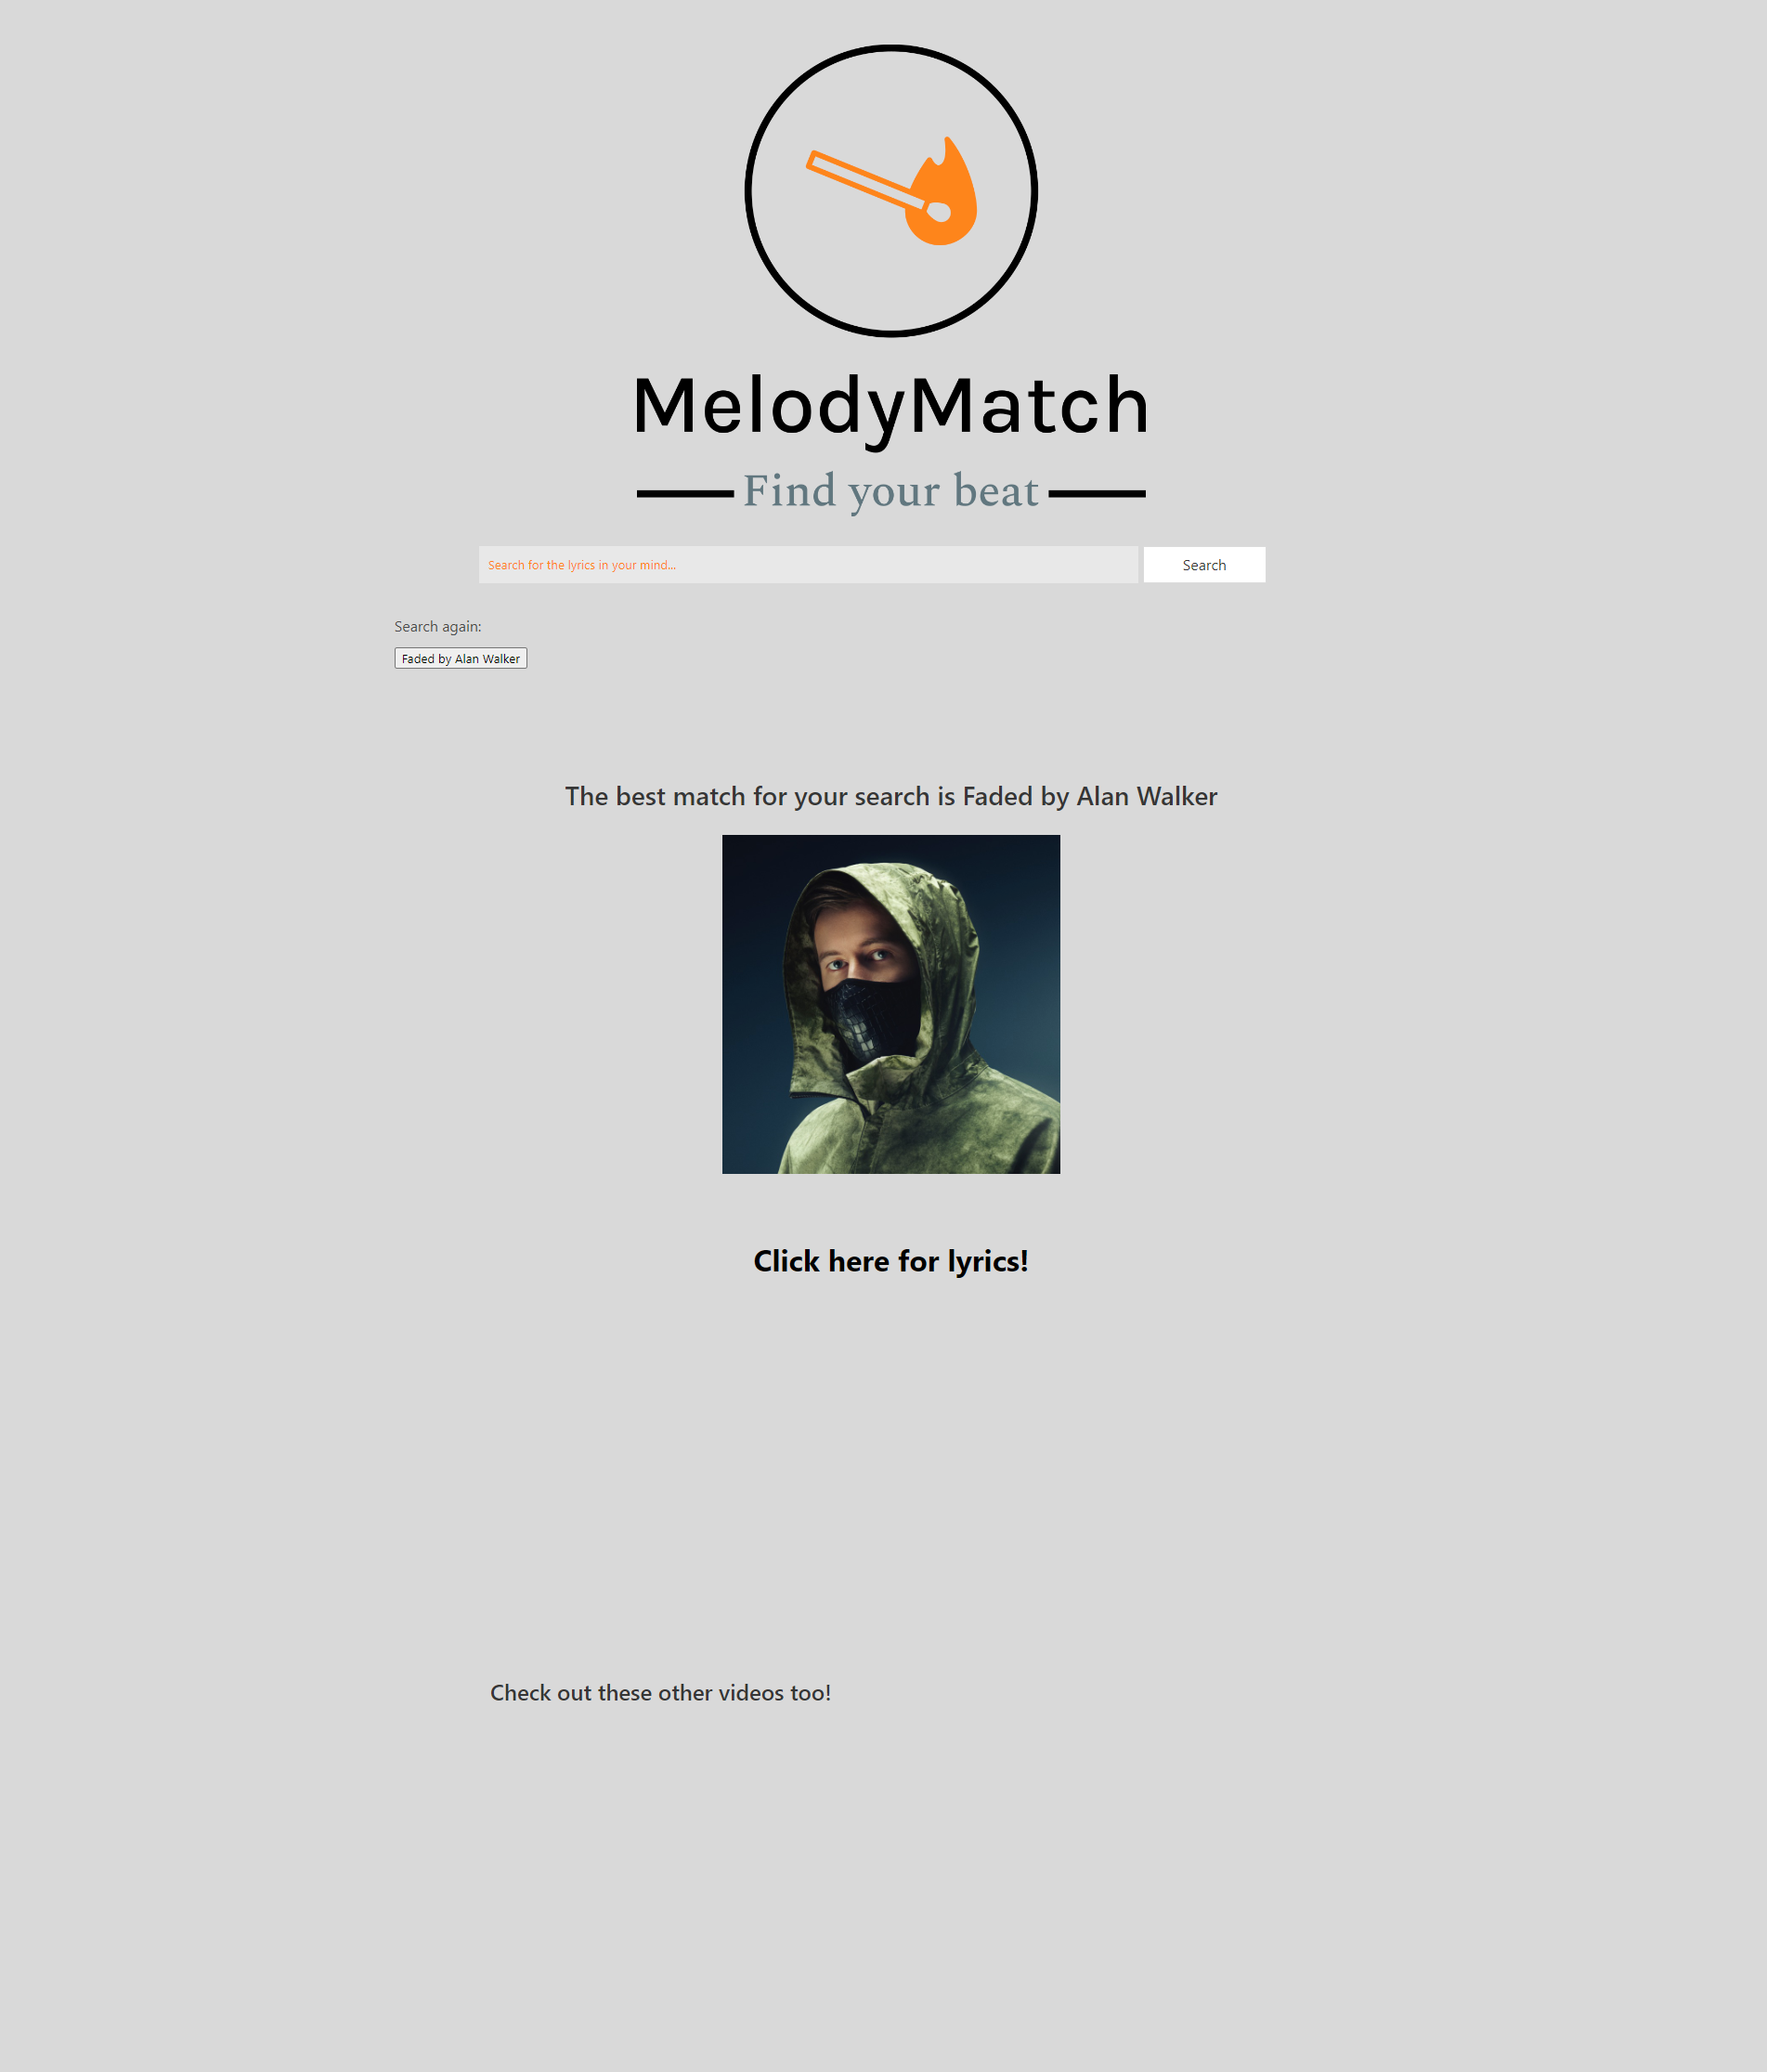 MelodyMatch
Find your beat
Search for the lyrics in your mind...
Search
Search again:
Faded by Alan Walker
The best match for your search is Faded by Alan Walker
Click here for lyrics!
Check out these other videos too!